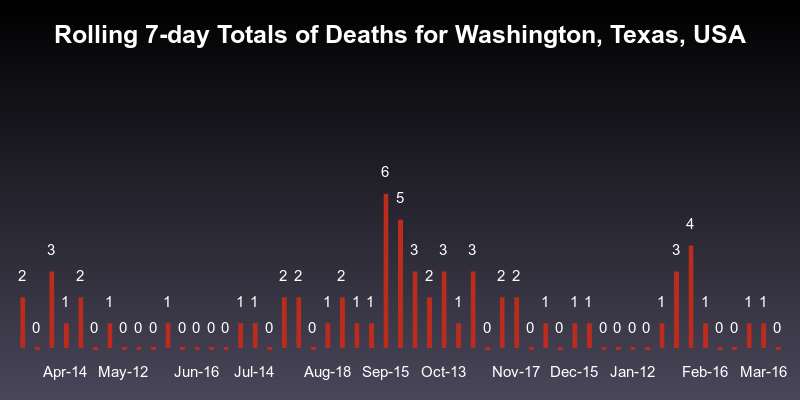 Rolling 7-day Totals of Deaths for Washington, Texas, USA
2 0 3 1 2 0 1 0 0 0 1 0 0 0 0 1 1 0 2 2 0 1 2 1 1 6 5 3 2 3 1 3 0 2 2 0 1 0 1 1 0 0 0 0 1 3 4 1 0 0 1 1 0
Apr-14 May-12 Jun-16 Jul-14 Aug-18 Sep-15 Oct-13 Nov-17 Dec-15 Jan-12 Feb-16 Mar-16